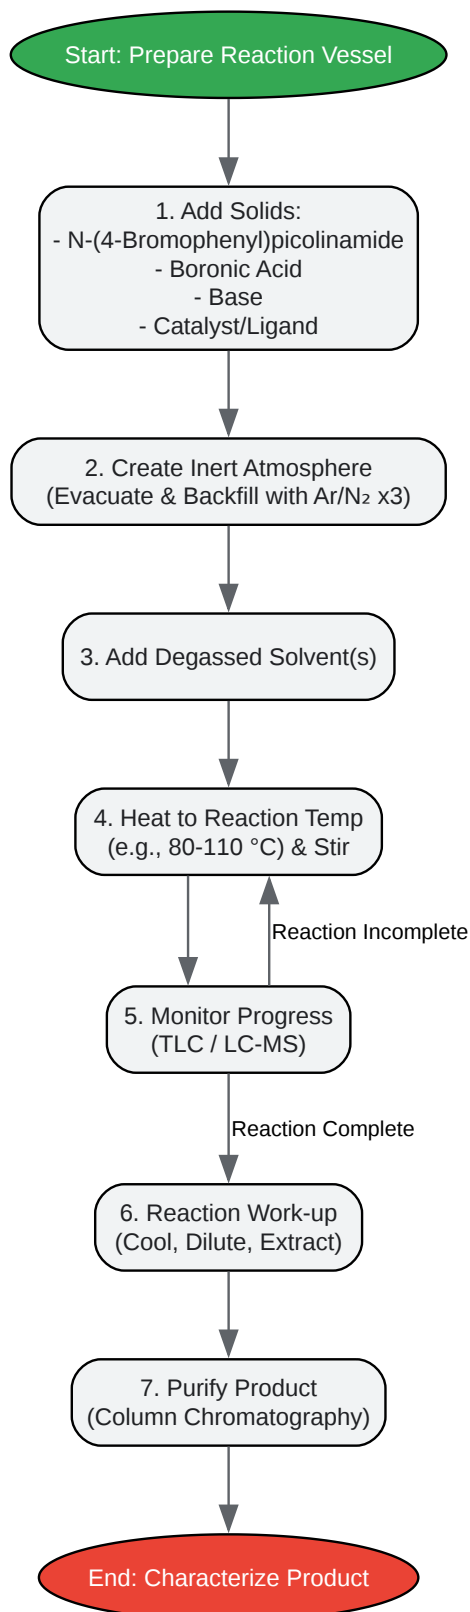 Start: Prepare Reaction Vessel
1. Add Solids:
- N-(4-Bromophenyl)picolinamide
- Boronic Acid
- Base
- Catalyst/Ligand
2. Create Inert Atmosphere
(Evacuate & Backfill with Ar/N₂ x3)
3. Add Degassed Solvent(s)
4. Heat to Reaction Temp
(e.g., 80-110 °C) & Stir
Reaction Incomplete
5. Monitor Progress
(TLC / LC-MS)
Reaction Complete
6. Reaction Work-up
(Cool, Dilute, Extract)
7. Purify Product
(Column Chromatography)
End: Characterize Product